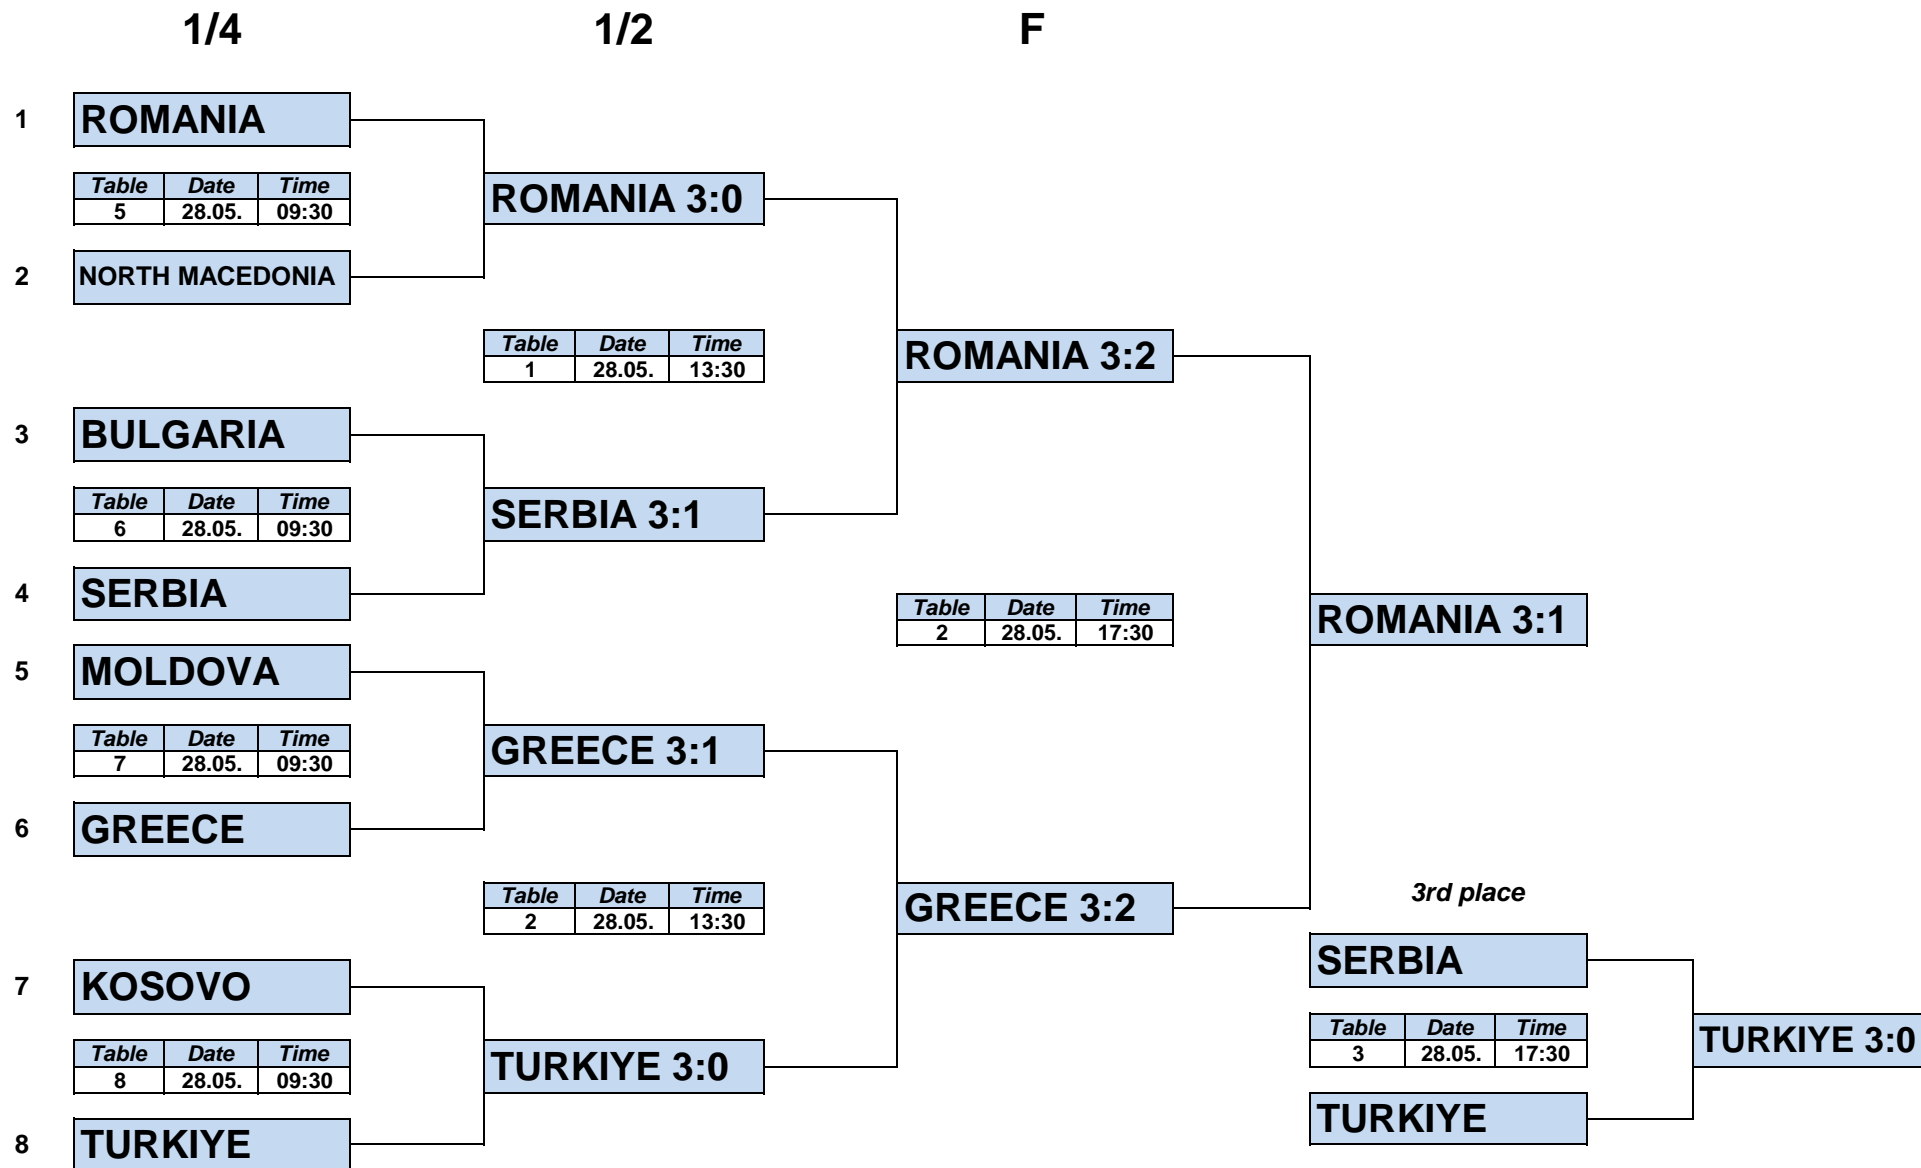 1/4 1/2 F
1 ROMANIA
Table Date Time
5 28.05. 09:30
ROMANIA 3:0
2 NORTH MACEDONIA
Table Date Time
1 28.05. 13:30
ROMANIA 3:2
3 BULGARIA
Table Date Time
6 28.05. 09:30
SERBIA 3:1
4 SERBIA
Table Date Time
2 28.05. 17:30
ROMANIA 3:1
5 MOLDOVA
Table Date Time
7 28.05. 09:30
GREECE 3:1
6 GREECE
Table Date Time
2 28.05. 13:30
GREECE 3:2
3rd place
SERBIA
7 KOSOVO
Table Date Time
8 28.05. 09:30
TURKIYE 3:0
Table Date Time
3 28.05. 17:30
TURKIYE 3:0
TURKIYE
8 TURKIYE